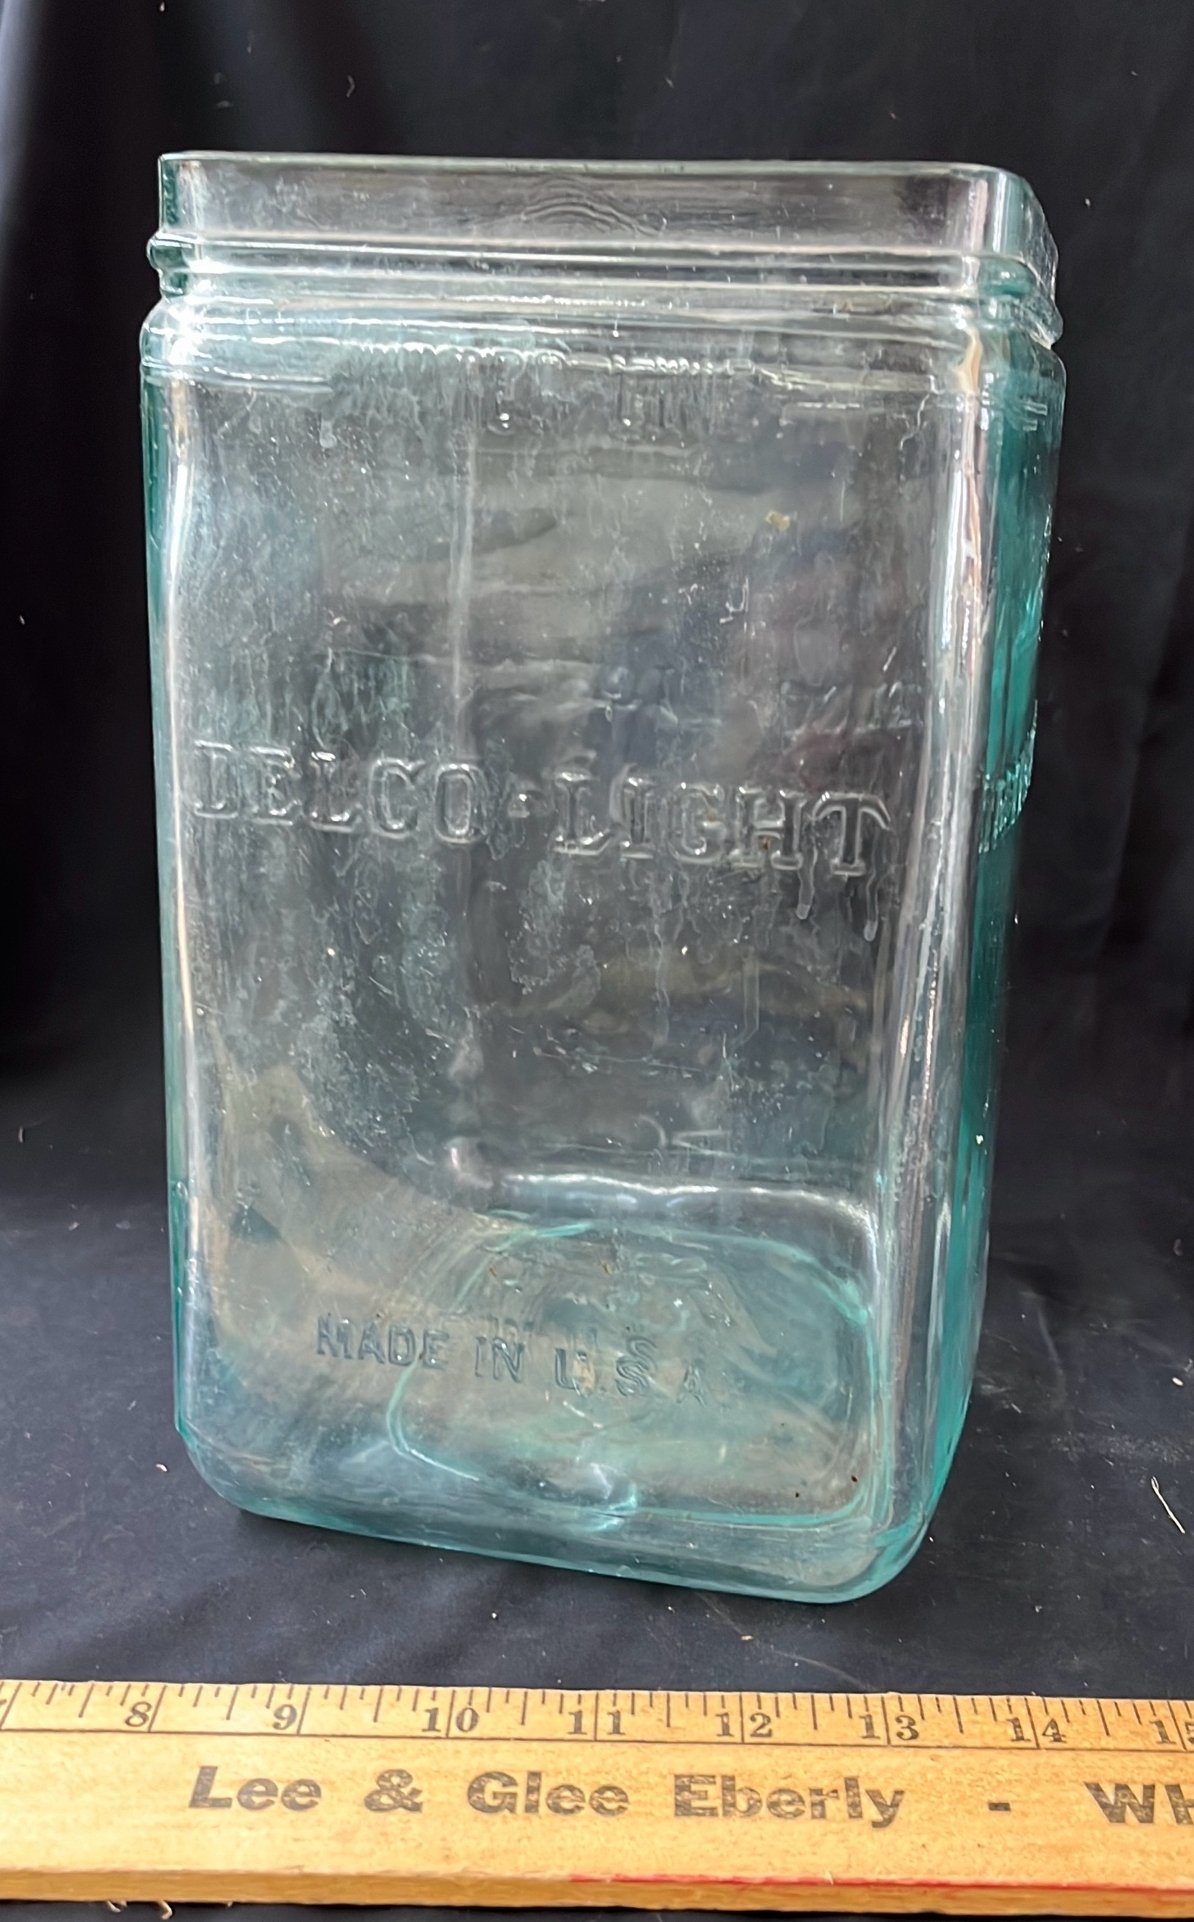 DELCO-LIGHT
MADE IN U.S.A.
8 9 10 11 12 13 14
Lee & Glee Eberly -